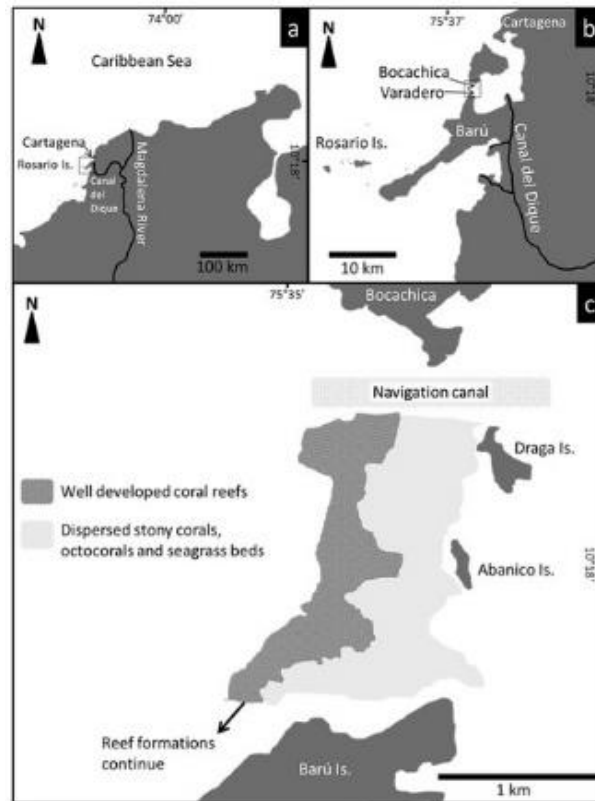 74°00'
N
a
Caribbean Sea
Cartagena
Rosario Is.
Canal
del
Dique
Magdalena River
10°18'
100 km
75°37'
N
Cartagena
b
Bocachica
Varadero
10°18'
Rosario Is.
Barú
Canal del Dique
10 km
75°35'
N
Bocachica
c
Navigation canal
Draga Is.
Well developed coral reefs
Dispersed stony corals,
octocorals and seagrass beds
Abanico Is.
10°18'
Reef formations
continue
Barú Is.
1 km